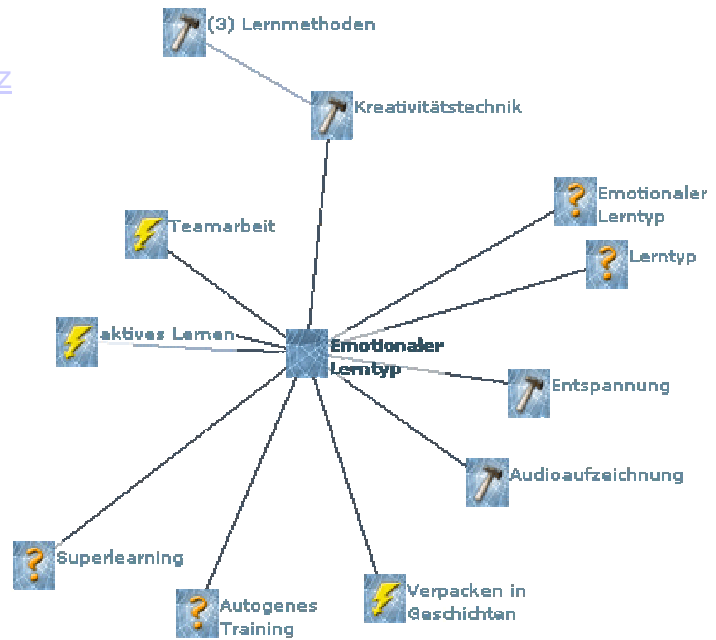 (3) Lernmethoden
z
Kreativitätstechnik
Emotionaler
Lerntyp
Teamarbeit
Lerntyp
aktives Lernen
Emotionaler
Lerntyp
Entspannung
Audioaufzeichnung
Superlearning
Verpacken in
Geschichten
Autogenes
Training